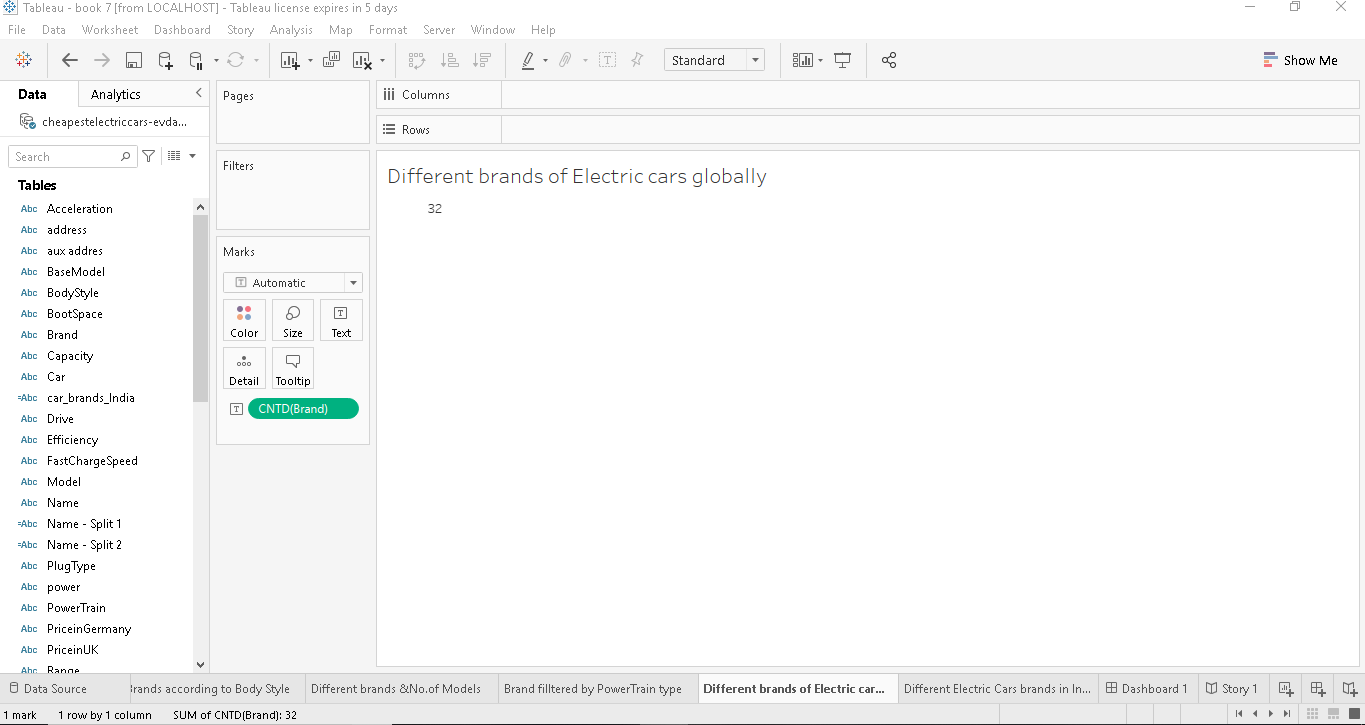 Tableau - book 7 [from LOCALHOST] - Tableau license expires in 5 days
File Data Worksheet Dashboard Story Analysis Map Format Server Window Help
Standard
Show Me
Data Analytics
cheapestelectriccars-evda...
Search
Tables
Abc Acceleration
Abc address
Abc aux addres
Abc BaseModel
Abc BodyStyle
Abc BootSpace
Abc Brand
Abc Capacity
Abc Car
=Abc car_brands_India
Abc Drive
Abc Efficiency
Abc FastChargeSpeed
Abc Model
Abc Name
=Abc Name - Split 1
=Abc Name - Split 2
Abc PlugType
Abc power
Abc PowerTrain
Abc PriceinGermany
Abc PriceinUK
Abc Range
Pages
Filters
Marks
T Automatic
Color Size T Text
Detail Tooltip
T CNTD(Brand)
Columns
Rows
Different brands of Electric cars globally
32
Data Source Brands according to Body Style Different brands &No.of Models Brand filltered by PowerTrain type Different brands of Electric car... Different Electric Cars brands in In... Dashboard 1 Story 1
1 mark 1 row by 1 column SUM of CNTD(Brand): 32